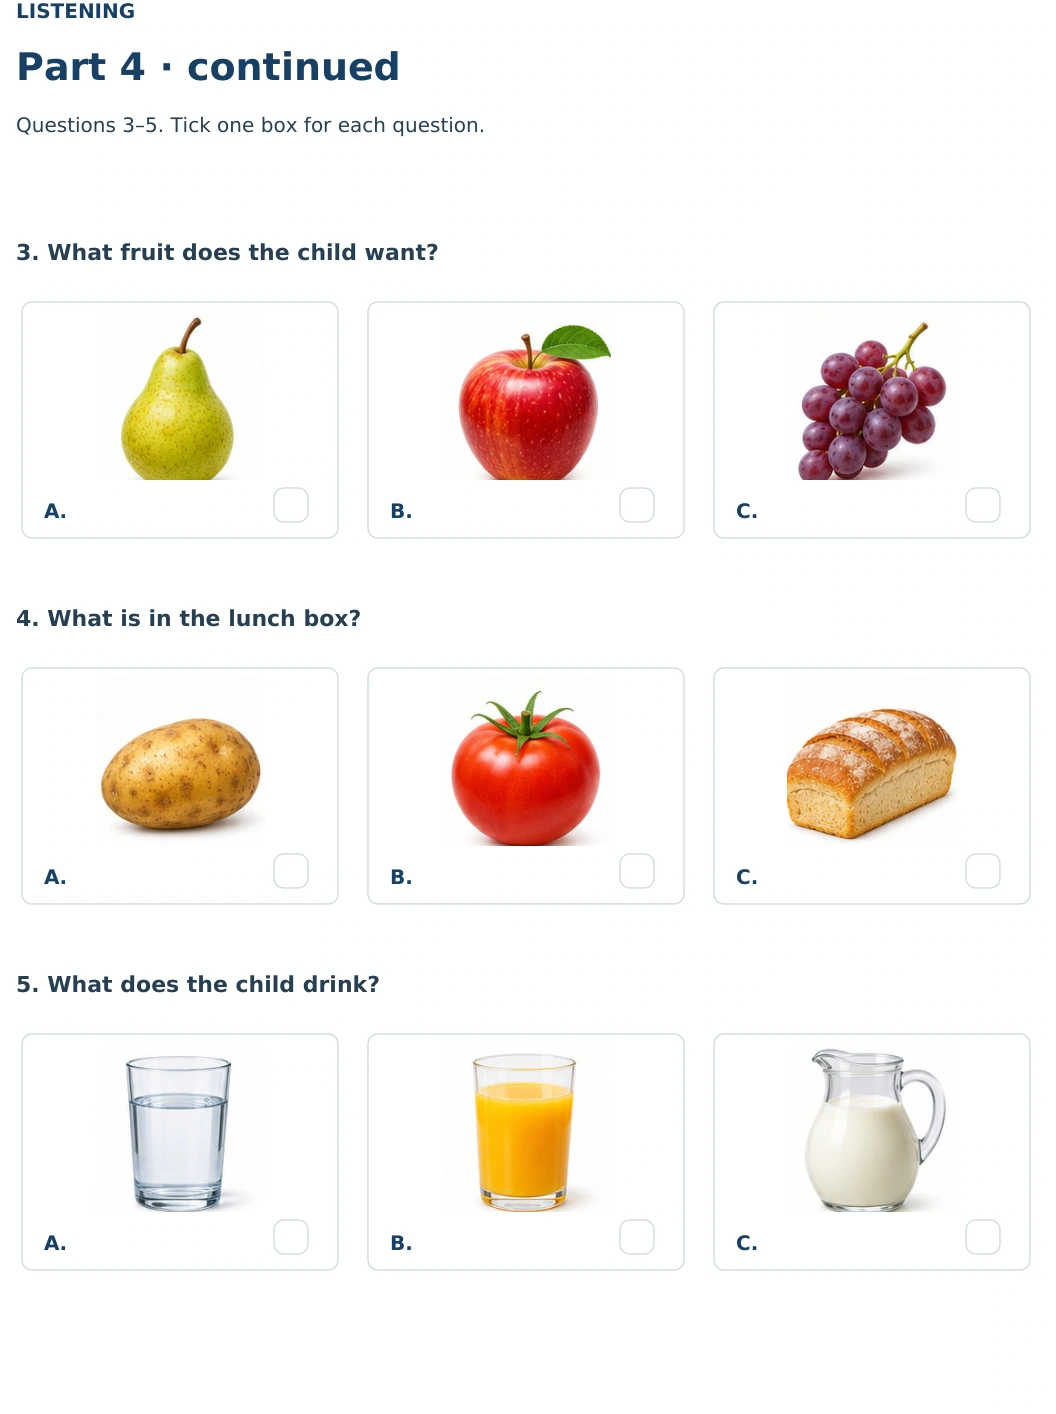 LISTENING
Part 4 · continued
Questions 3–5. Tick one box for each question.
3. What fruit does the child want?
A.
B.
C.
4. What is in the lunch box?
A.
B.
C.
5. What does the child drink?
A.
B.
C.